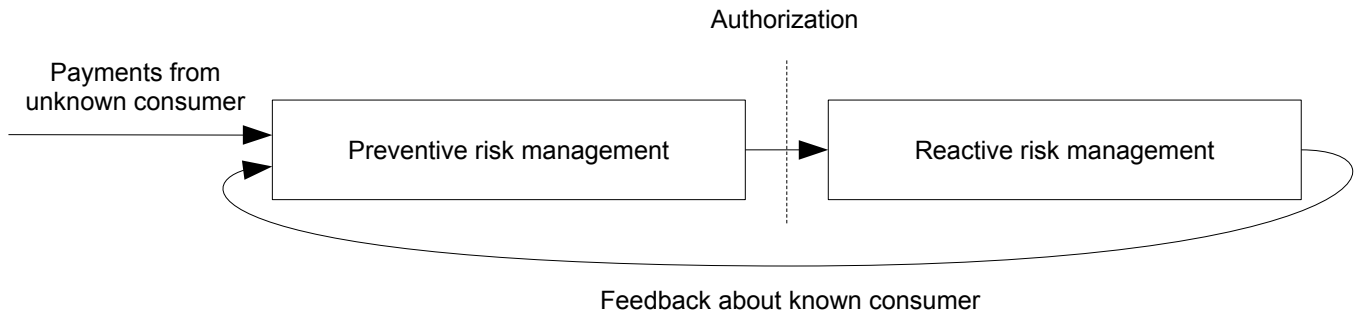 Authorization
Payments from
unknown consumer
Preventive risk management
Reactive risk management
Feedback about known consumer